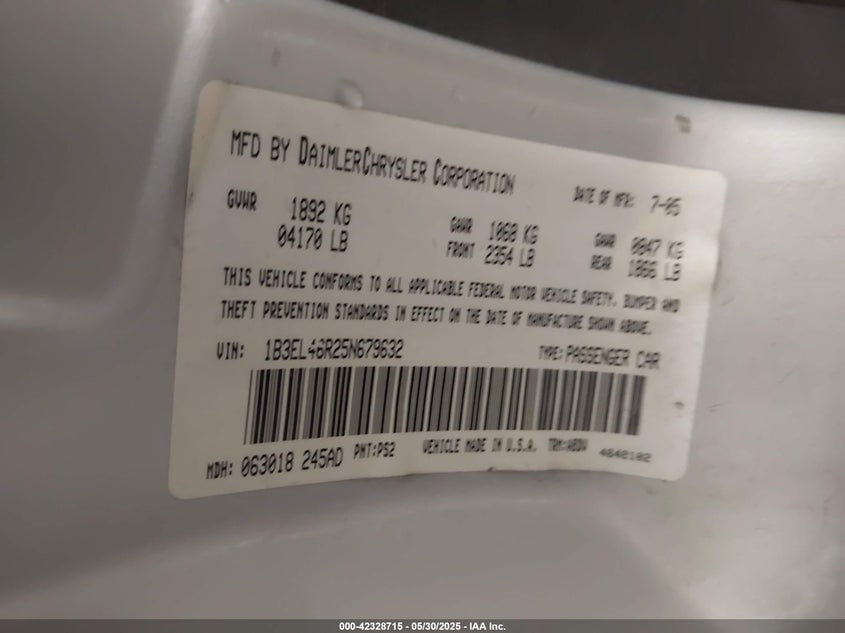 MFD BY DAIMLERCHRYSLER CORPORATION
DATE OF MFR: 7-05
GVWR 1892 KG
04170 LB
GAWR FRONT 1068 KG
2354 LB
GAWR REAR 0847 KG
1866 LB
THIS VEHICLE CONFORMS TO ALL APPLICABLE FEDERAL MOTOR VEHICLE SAFETY, BUMPER AND
THEFT PREVENTION STANDARDS IN EFFECT ON THE DATE OF MANUFACTURE SHOWN ABOVE.
VIN: 1B3EL46R25N679632 TYPE: PASSENGER CAR
MDH: 063018 245AD PNT:PS2 VEHICLE MADE IN U.S.A. TRM:ABDV 4648102
000-42328715 - 05/30/2025 - IAA Inc.